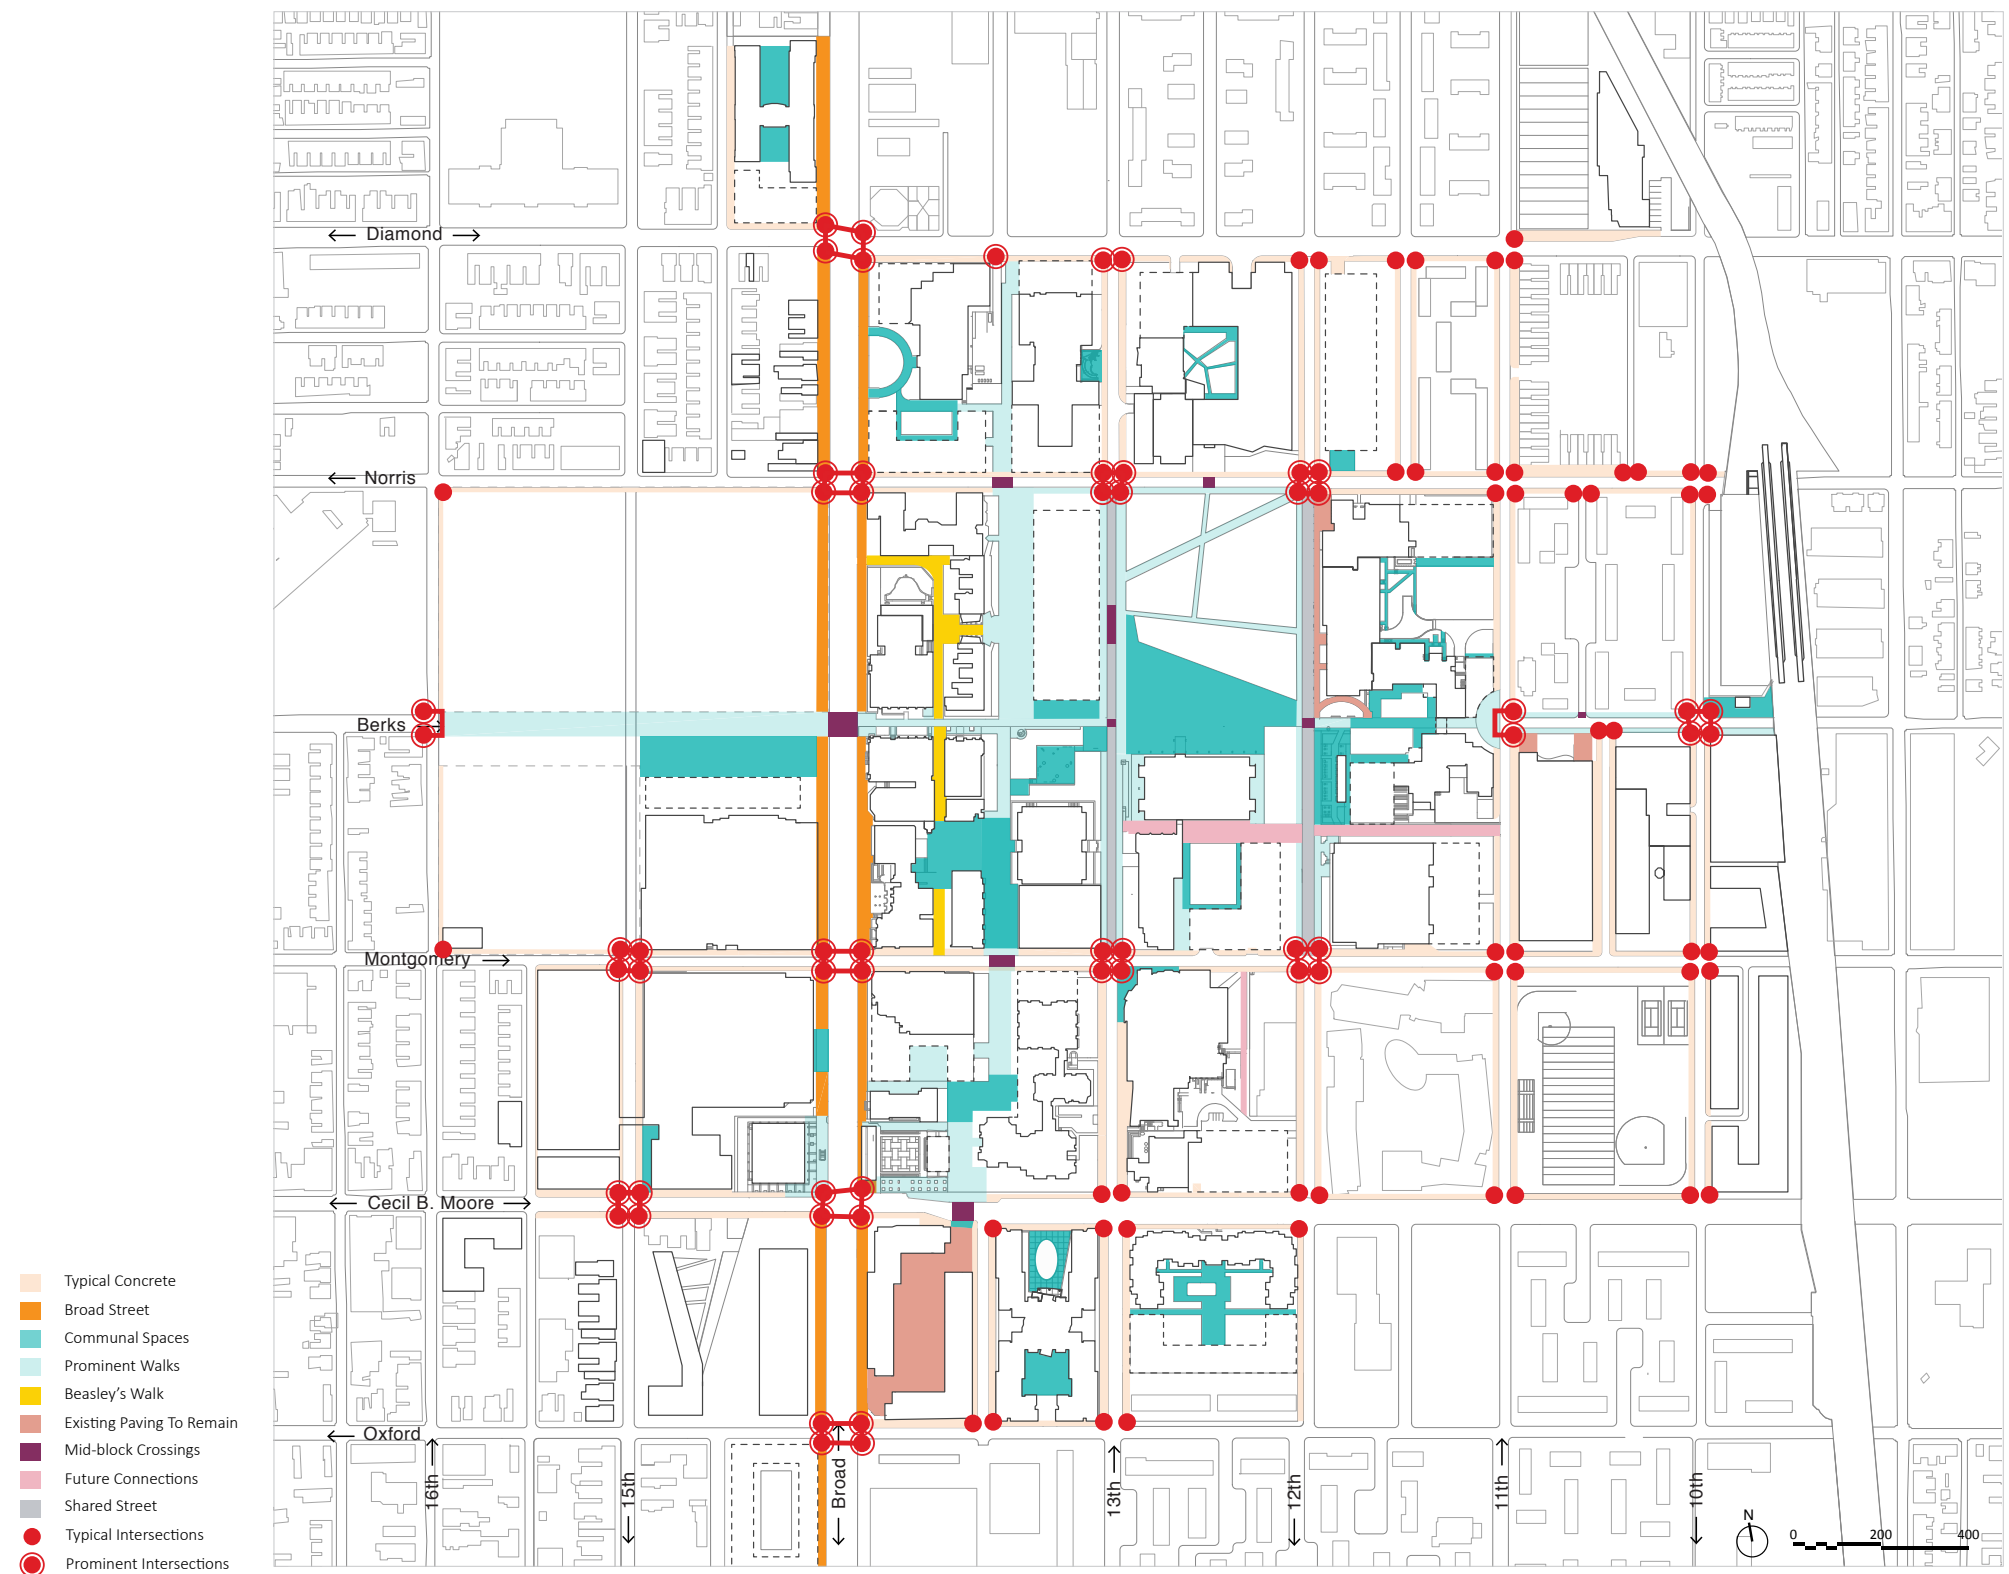 Diamond
Norris
Berks
Montgomery
Cecil B. Moore
Typical Concrete
Broad Street
Communal Spaces
Prominent Walks
Beasley's Walk
Existing Paving To Remain
Mid-block Crossings
Future Connections
Shared Street
Typical Intersections
Prominent Intersections
Oxford
16th
15th
Broad
13th
12th
11th
10th
N
0 200 400